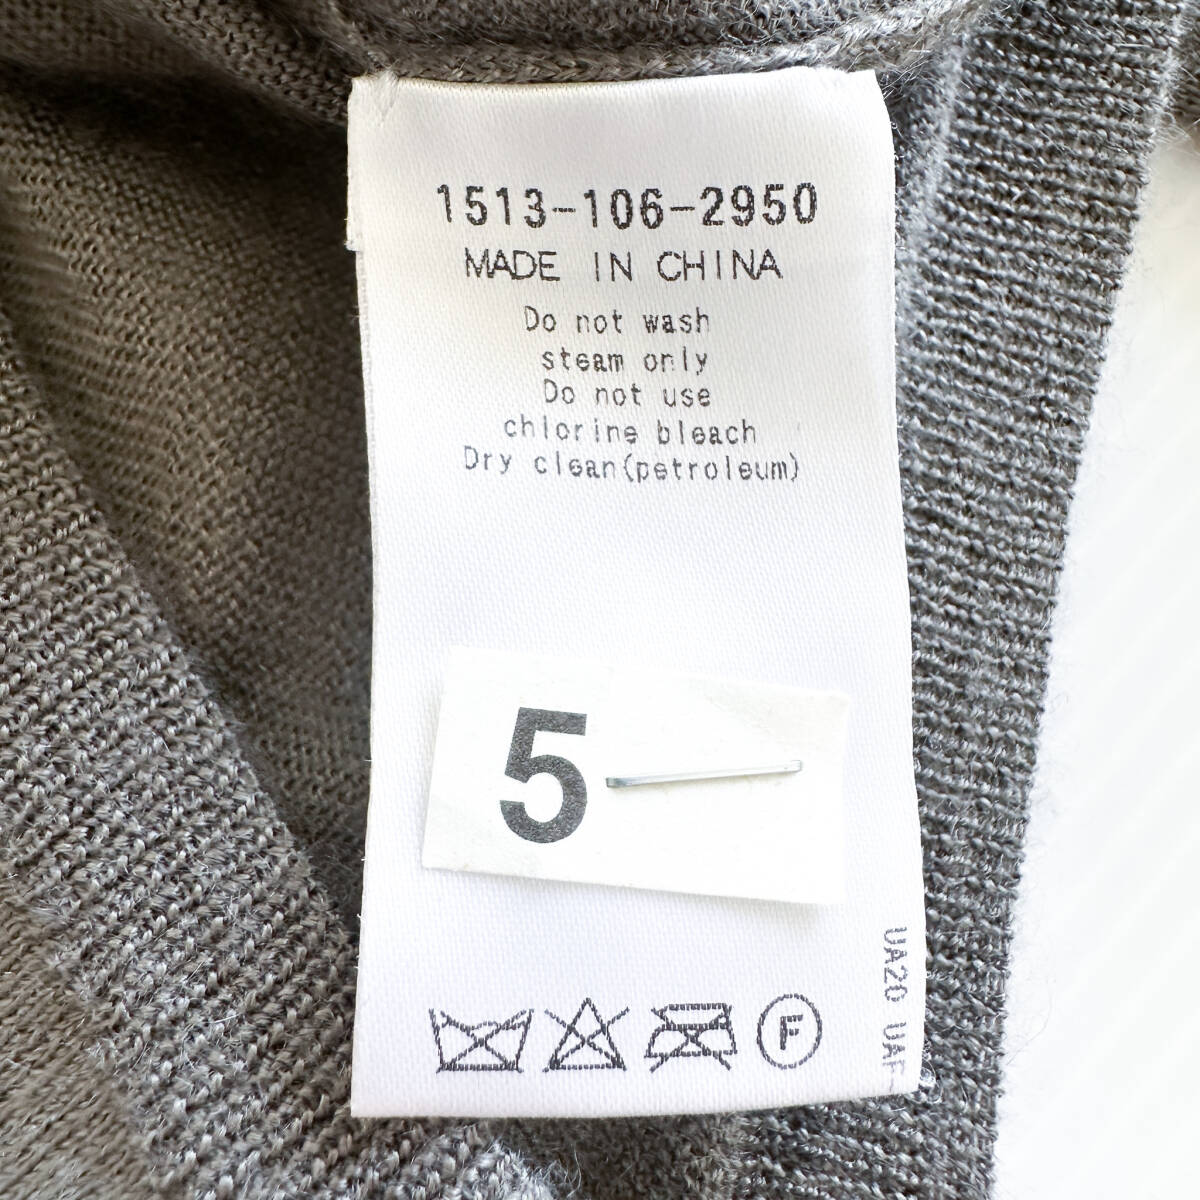 1513-106-2950
MADE IN CHINA
Do not wash
steam only
Do not use
chlorine bleach
Dry clean(petroleum)
5
F
UA20 UAF-